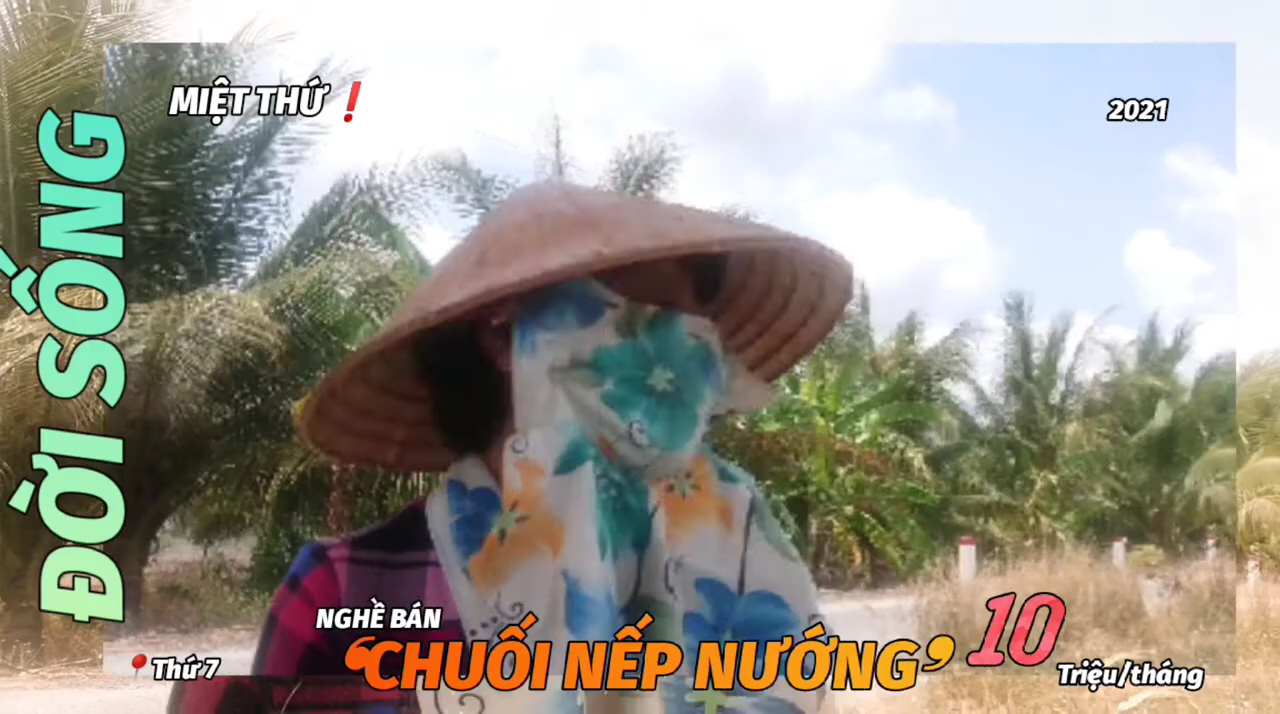 MIỆT THỨ❗
2021
ĐỜI SỐNG
NGHỀ BÁN
“CHUỐI NẾP NƯỚNG”
10
Triệu/tháng
📍Thứ 7